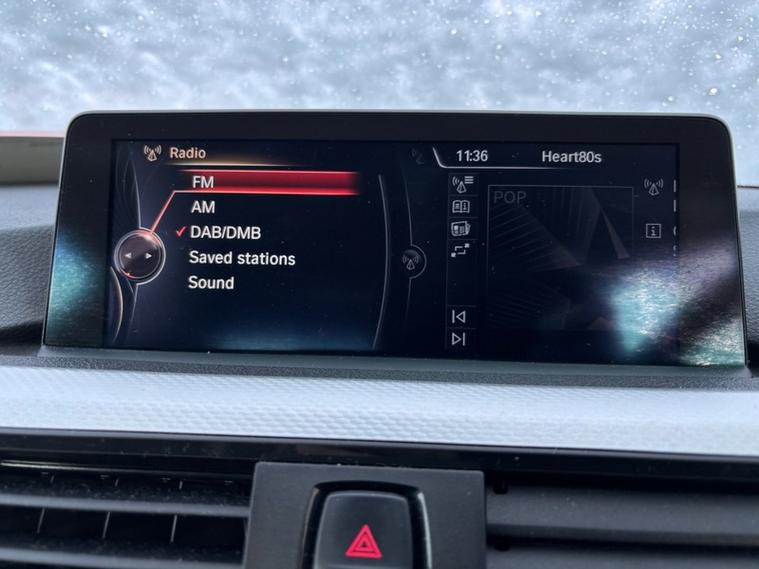 Radio
11:36 Heart80s
FM
AM
DAB/DMB
Saved stations
Sound
POP